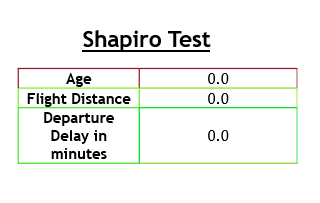 Shapiro Test
Age 0.0
Flight Distance 0.0
Departure
Delay in 0.0
minutes